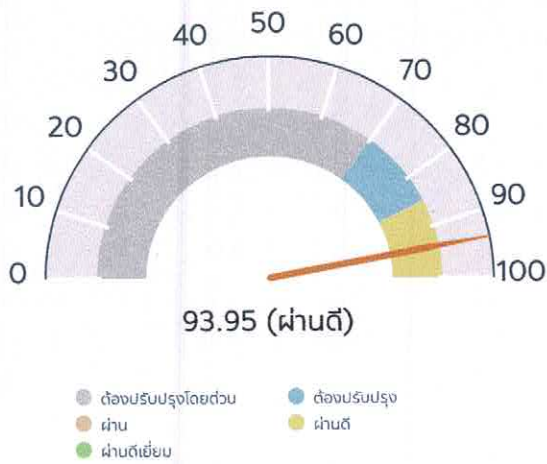 50
40 60
30 70
20 80
10 90
0 100
93.95 (ผ่านดี)
ต้องปรับปรุงโดยด่วน ต้องปรับปรุง
ผ่าน ผ่านดี
ผ่านดีเยี่ยม